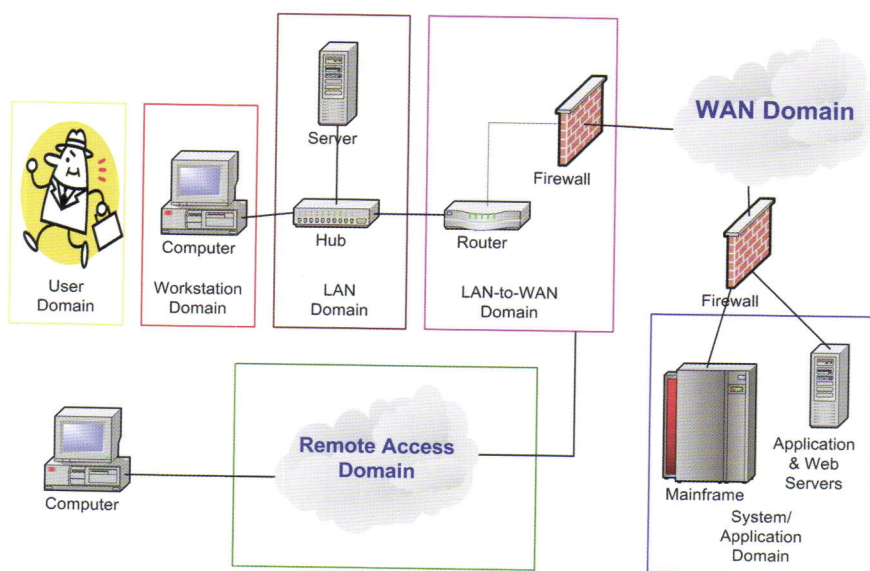 User
Domain
Computer
Workstation
Domain
Server
Hub
LAN
Domain
Firewall
Router
LAN-to-WAN
Domain
WAN Domain
Firewall
Computer
Remote Access
Domain
Mainframe
Application
& Web
Servers
System/
Application
Domain